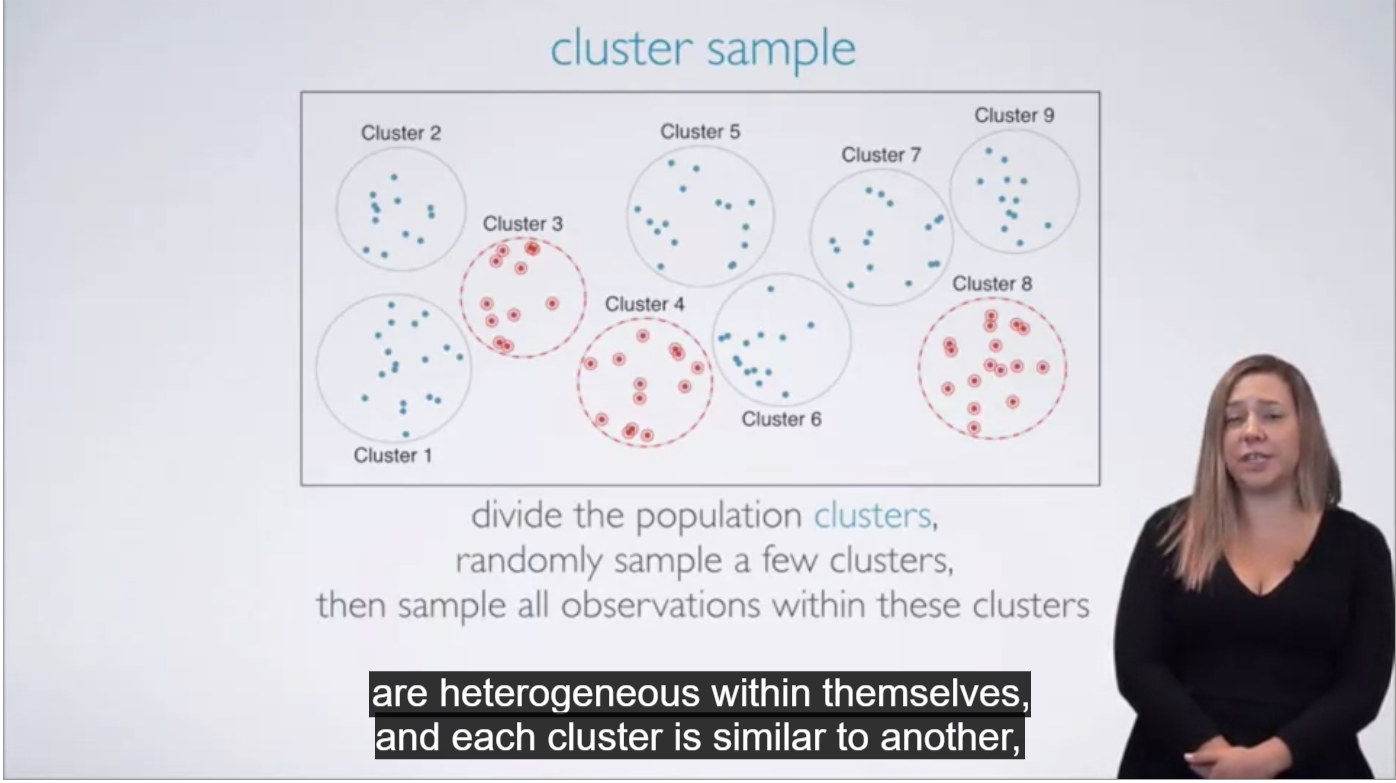 cluster sample
Cluster 2
Cluster 5
Cluster 9
Cluster 7
Cluster 3
Cluster 8
Cluster 4
Cluster 6
Cluster 1
divide the population clusters,
randomly sample a few clusters,
then sample all observations within these clusters
are heterogeneous within themselves,
and each cluster is similar to another,